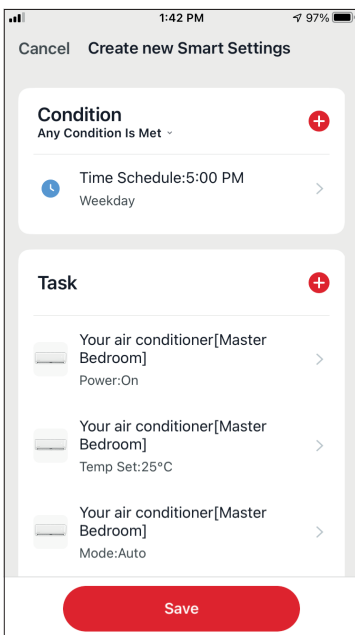 1:42 PM
97%
Cancel
Create new Smart Settings
Condition
Any Condition Is Met
Time Schedule:5:00 PM
Weekday
Task
Your air conditioner[Master
Bedroom]
Power:On
Your air conditioner[Master
Bedroom]
Temp Set:25°C
Your air conditioner[Master
Bedroom]
Mode:Auto
Save